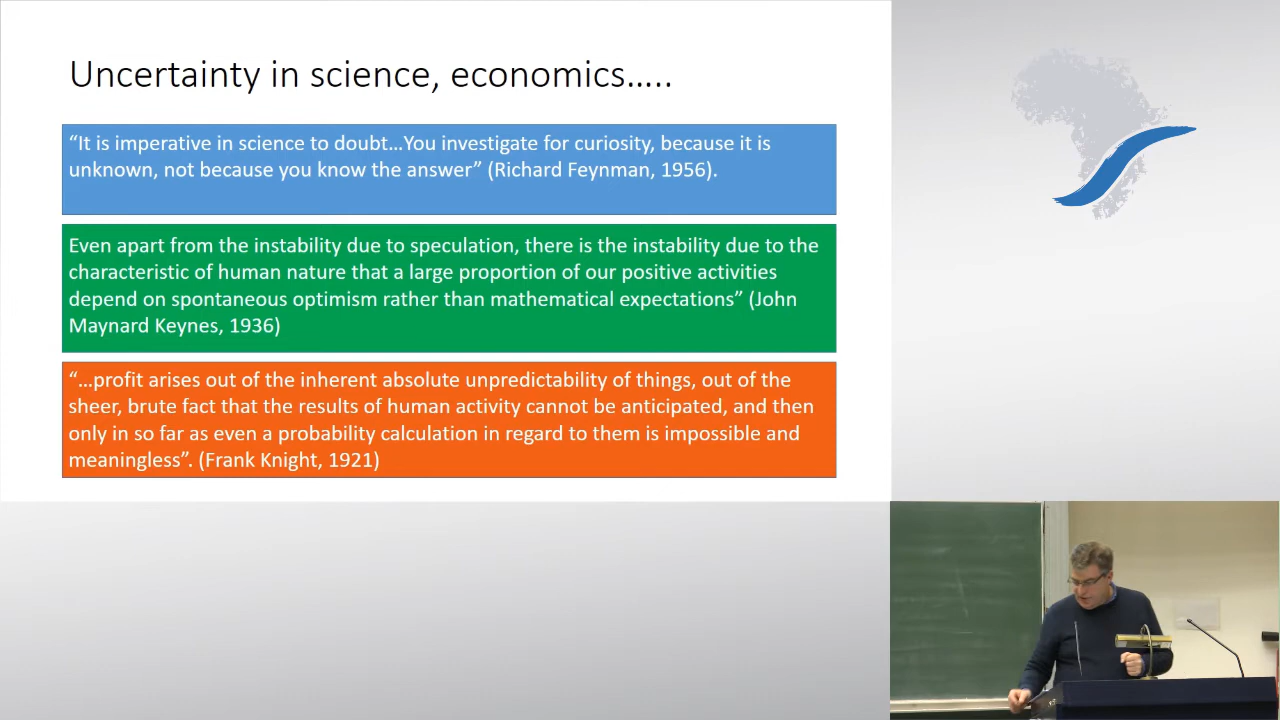 Uncertainty in science, economics…..
“It is imperative in science to doubt…You investigate for curiosity, because it is
unknown, not because you know the answer” (Richard Feynman, 1956).
Even apart from the instability due to speculation, there is the instability due to the
characteristic of human nature that a large proportion of our positive activities
depend on spontaneous optimism rather than mathematical expectations” (John
Maynard Keynes, 1936)
“…profit arises out of the inherent absolute unpredictability of things, out of the
sheer, brute fact that the results of human activity cannot be anticipated, and then
only in so far as even a probability calculation in regard to them is impossible and
meaningless”. (Frank Knight, 1921)